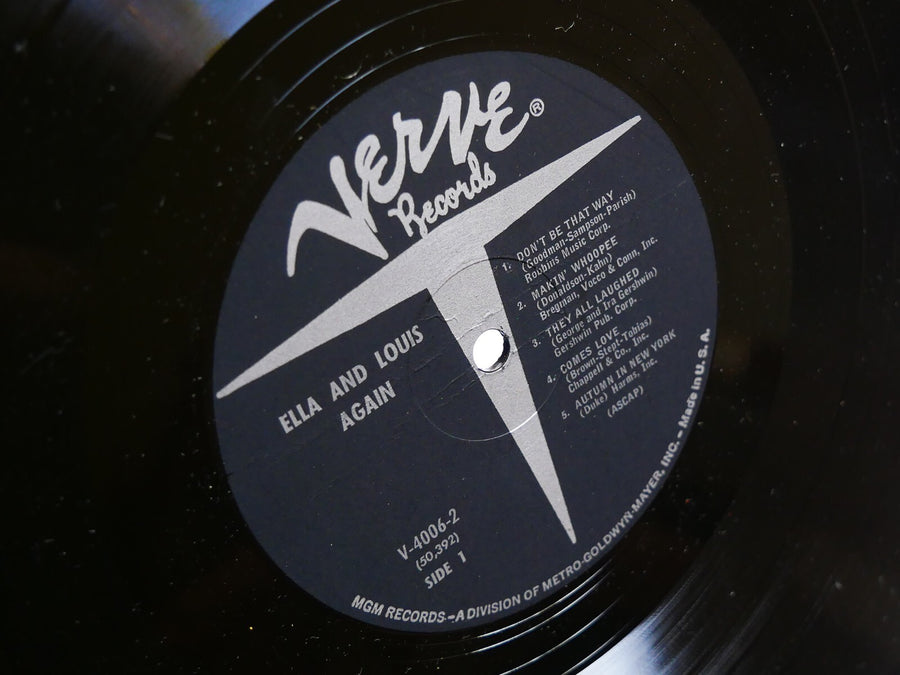 Verve ®
Records
ELLA AND LOUIS
AGAIN
1. DON'T BE THAT WAY
(Goodman-Sampson-Parish)
Robbins Music Corp.
2. MAKIN' WHOOPEE
(Donaldson-Kahn)
Bregman, Vocco & Conn, Inc.
3. THEY ALL LAUGHED
(George and Ira Gershwin)
Gershwin Pub. Corp.
4. COMES LOVE
(Brown-Stept-Tobias)
Chappell & Co., Inc.
5. AUTUMN IN NEW YORK
(Duke) Harms, Inc.
(ASCAP)
V-4006-2
(50,392)
SIDE 1
MGM RECORDS-A DIVISION OF METRO-GOLDWYN-MAYER, INC. - Made in U.S.A.